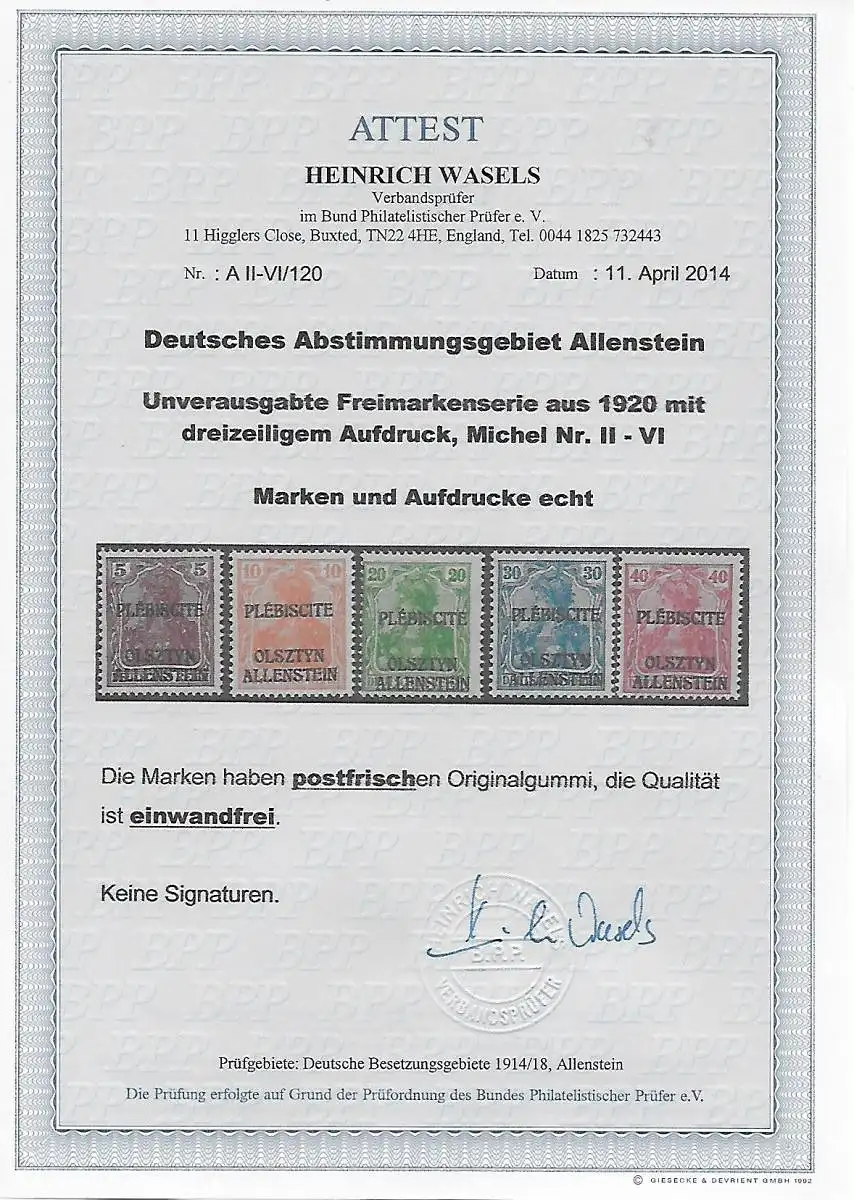 ATTEST
HEINRICH WASELS
Verbandsprüfer
im Bund Philatelistischer Prüfer e. V.
11 Higglers Close, Buxted, TN22 4HE, England, Tel. 0044 1825 732443
Nr. : A II-VI/120 Datum : 11. April 2014
Deutsches Abstimmungsgebiet Allenstein
Unverausgabte Freimarkenserie aus 1920 mit
dreizeiligem Aufdruck, Michel Nr. II - VI
Marken und Aufdrucke echt
5 5 10 10 20 20 30 30 40 40
PLÉBISCITE PLÉBISCITE PLÉBISCITE PLÉBISCITE PLÉBISCITE
OLSZTYN OLSZTYN OLSZTYN OLSZTYN OLSZTYN
ALLENSTEIN ALLENSTEIN ALLENSTEIN ALLENSTEIN ALLENSTEIN
Die Marken haben postfrischen Originalgummi, die Qualität
ist einwandfrei.
Keine Signaturen.
HEINRICH WASELS
B.P.P.
VERBANDSPRÜFER
Prüfgebiete: Deutsche Besetzungsgebiete 1914/18, Allenstein
Die Prüfung erfolgte auf Grund der Prüfordnung des Bundes Philatelistischer Prüfer e.V.
© GIESECKE & DEVRIENT GMBH 1992